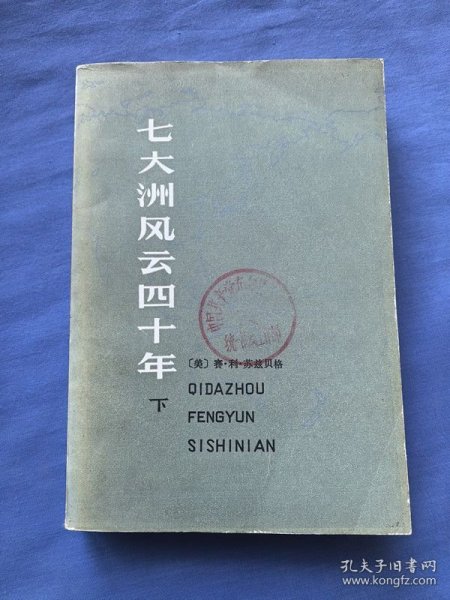 七大洲风云四十年
下
〔美〕赛·利·苏兹贝格
QIDAZHOU
FENGYUN
SISHINIAN
孔夫子旧书网
www.kongfz.com